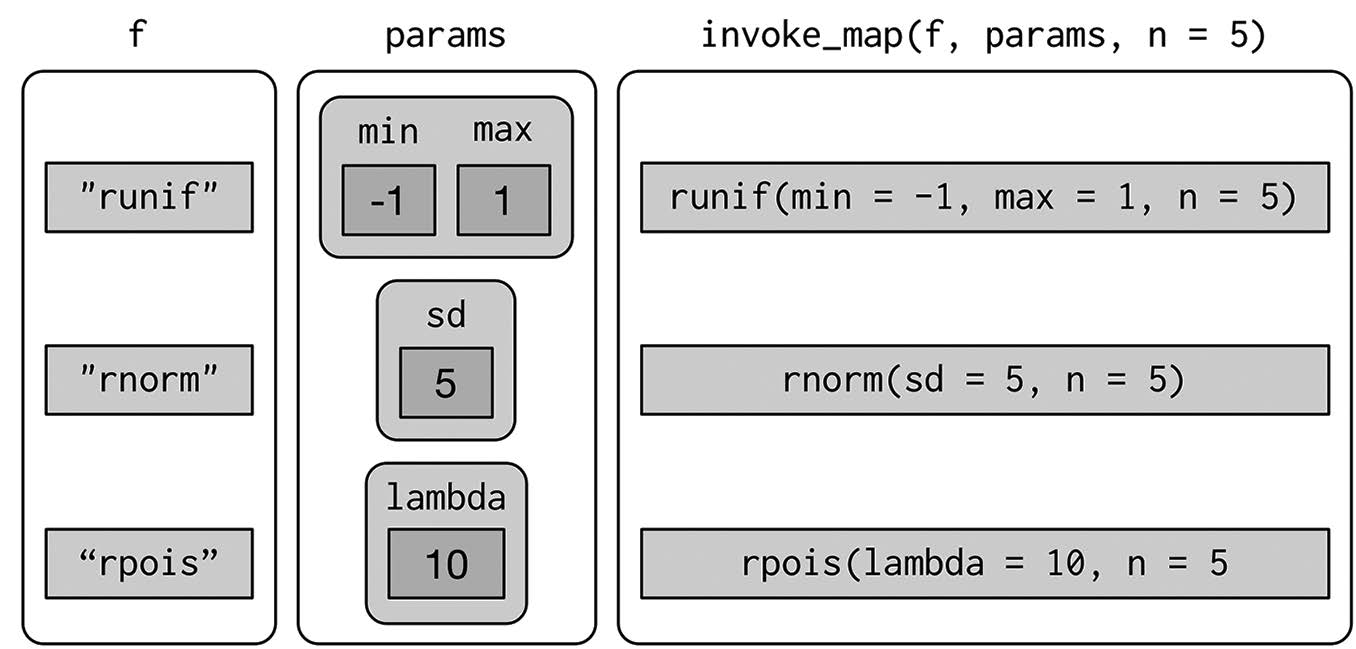 f params invoke_map(f, params, n = 5)
min max
"runif" -1 1 runif(min = -1, max = 1, n = 5)
sd
"rnorm" 5 rnorm(sd = 5, n = 5)
lambda
“rpois” 10 rpois(lambda = 10, n = 5